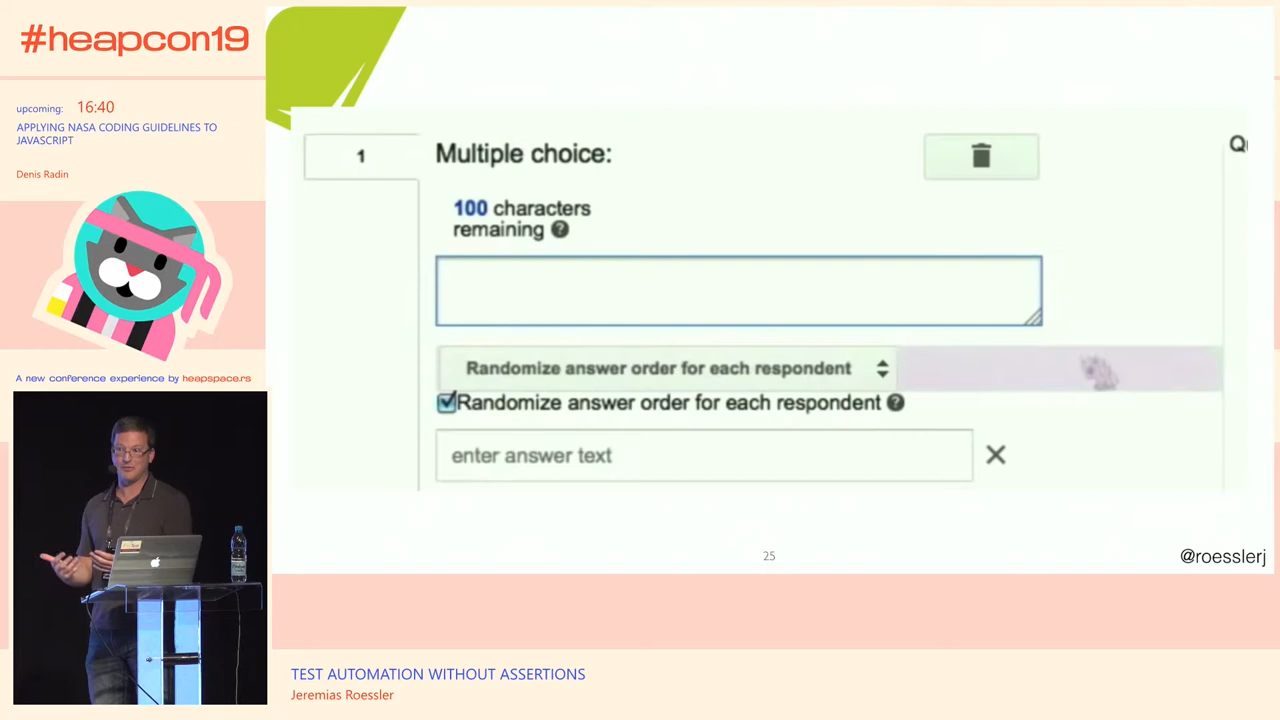 #heapcon19
upcoming: 16:40
APPLYING NASA CODING GUIDELINES TO
JAVASCRIPT
Denis Radin
A new conference experience by heapspace.rs
1
Multiple choice:
100 characters
remaining
Randomize answer order for each respondent
Randomize answer order for each respondent
enter answer text
25
@roesslerj
TEST AUTOMATION WITHOUT ASSERTIONS
Jeremias Roessler